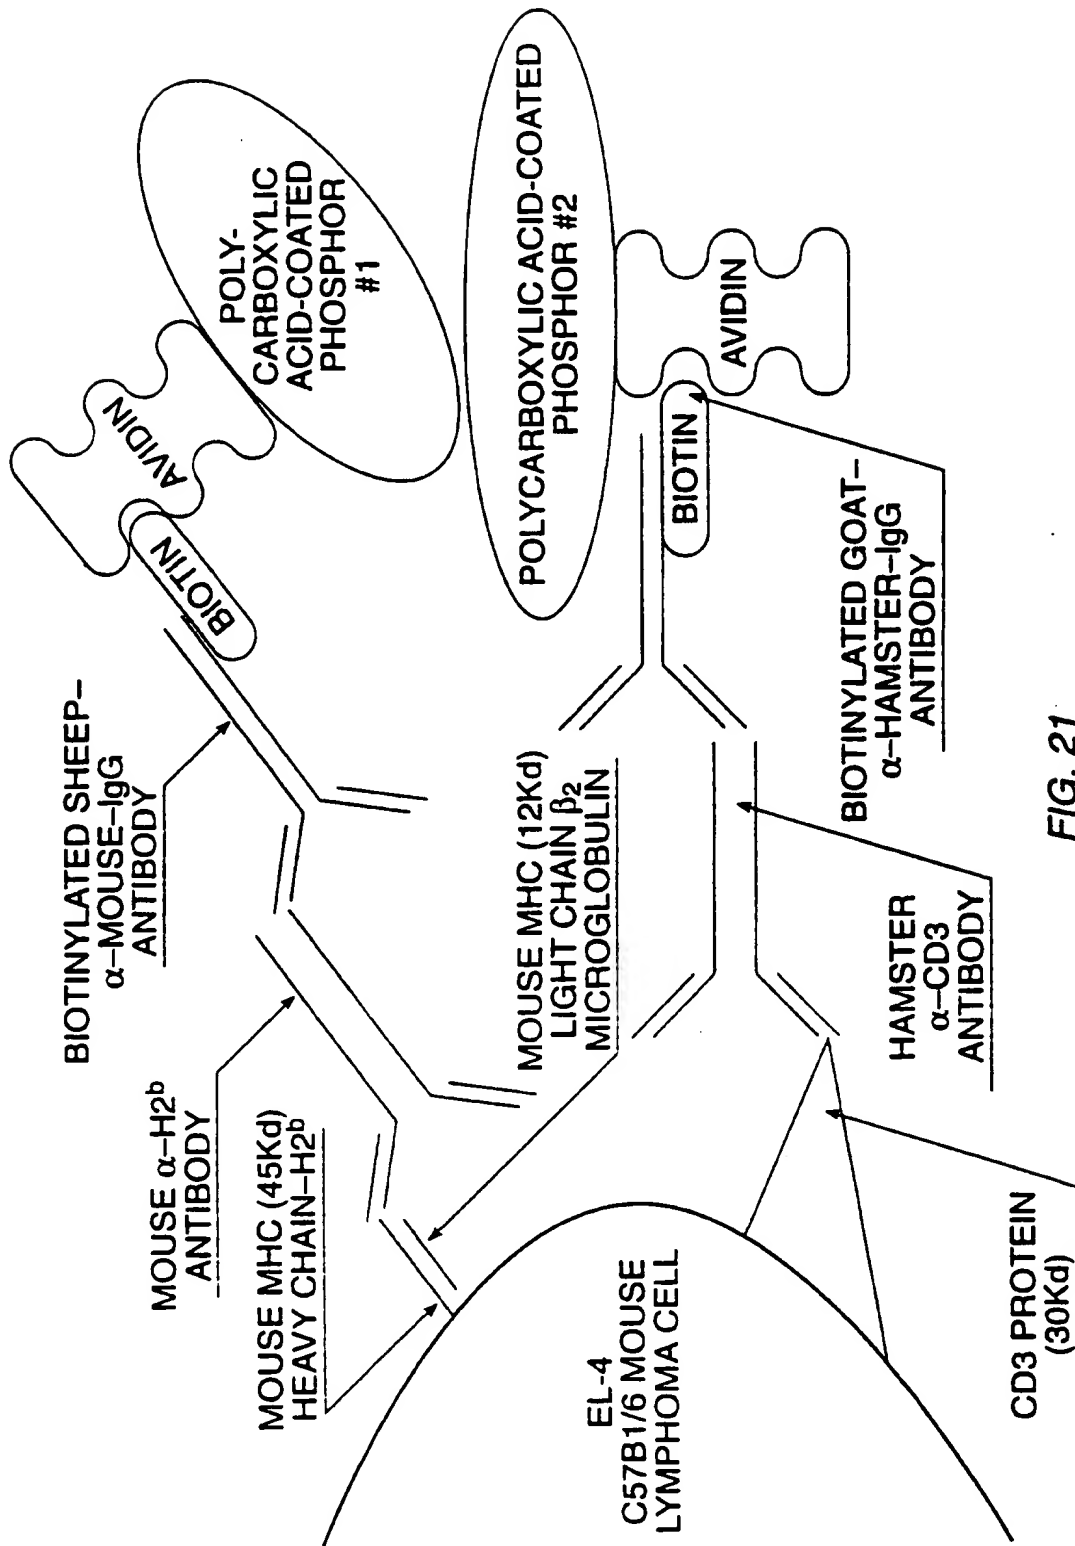 BIOTINYLATED SHEEP–
α–MOUSE–IgG
ANTIBODY
MOUSE α–H2b
ANTIBODY
MOUSE MHC (45Kd)
HEAVY CHAIN–H2b
BIOTIN
AVIDIN
POLY-
CARBOXYLIC
ACID-COATED
PHOSPHOR
#1
POLYCARBOXYLIC ACID-COATED
PHOSPHOR #2
MOUSE MHC (12Kd)
LIGHT CHAIN β2
MICROGLOBULIN
BIOTIN
AVIDIN
EL-4
C57B1/6 MOUSE
LYMPHOMA CELL
BIOTINYLATED GOAT–
α–HAMSTER–IgG
ANTIBODY
HAMSTER
α–CD3
ANTIBODY
CD3 PROTEIN
(30Kd)
FIG. 21